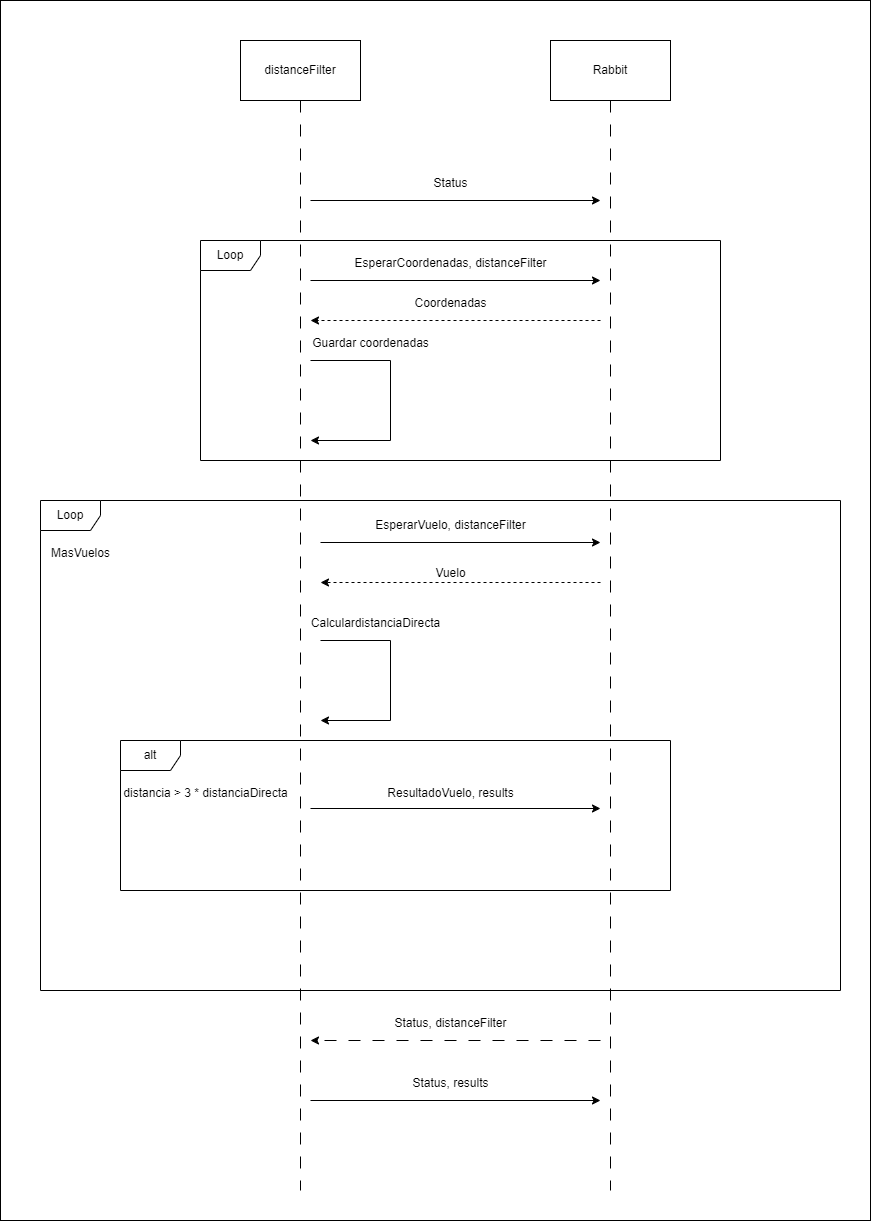 distanceFilter
Rabbit
Status
Loop
EsperarCoordenadas, distanceFilter
Coordenadas
Guardar coordenadas
Loop
EsperarVuelo, distanceFilter
MasVuelos
Vuelo
CalculardistanciaDirecta
alt
distancia > 3 * distanciaDirecta
ResultadoVuelo, results
Status, distanceFilter
Status, results